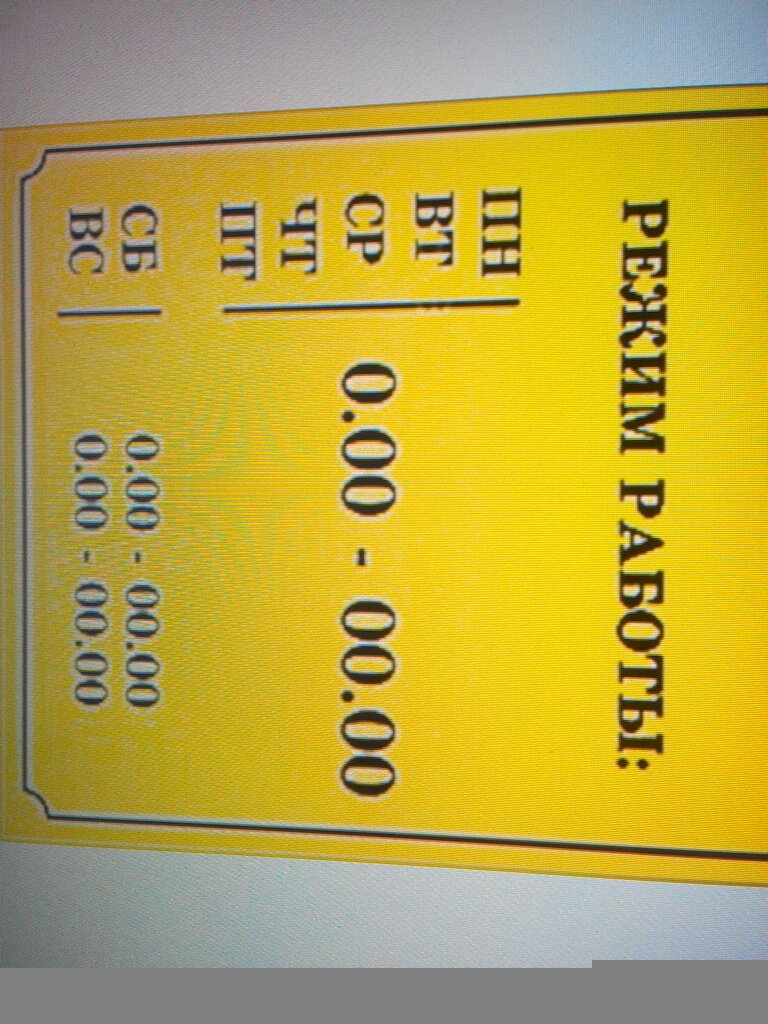 РЕЖИМ РАБОТЫ:
ПН
ВТ
СР 0.00 - 00.00
ЧТ
ПТ
СБ 0.00 - 00.00
ВС 0.00 - 00.00